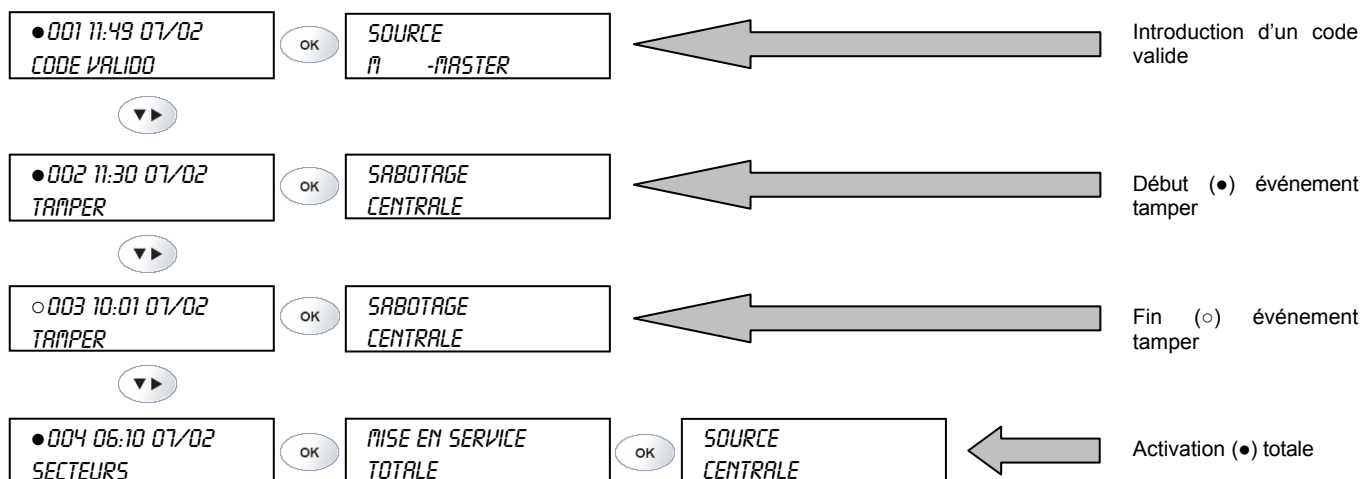 ●001 11:49 07/02
CODE VALIDO
OK
SOURCE
M -MASTER
Introduction d’un code
valide
▼▶
●002 11:30 07/02
TAMPER
OK
SABOTAGE
CENTRALE
Début (●) événement
tamper
▼▶
○003 10:01 07/02
TAMPER
OK
SABOTAGE
CENTRALE
Fin (○) événement
tamper
▼▶
●004 06:10 07/02
SECTEURS
OK
MISE EN SERVICE
TOTALE
OK
SOURCE
CENTRALE
Activation (●) totale